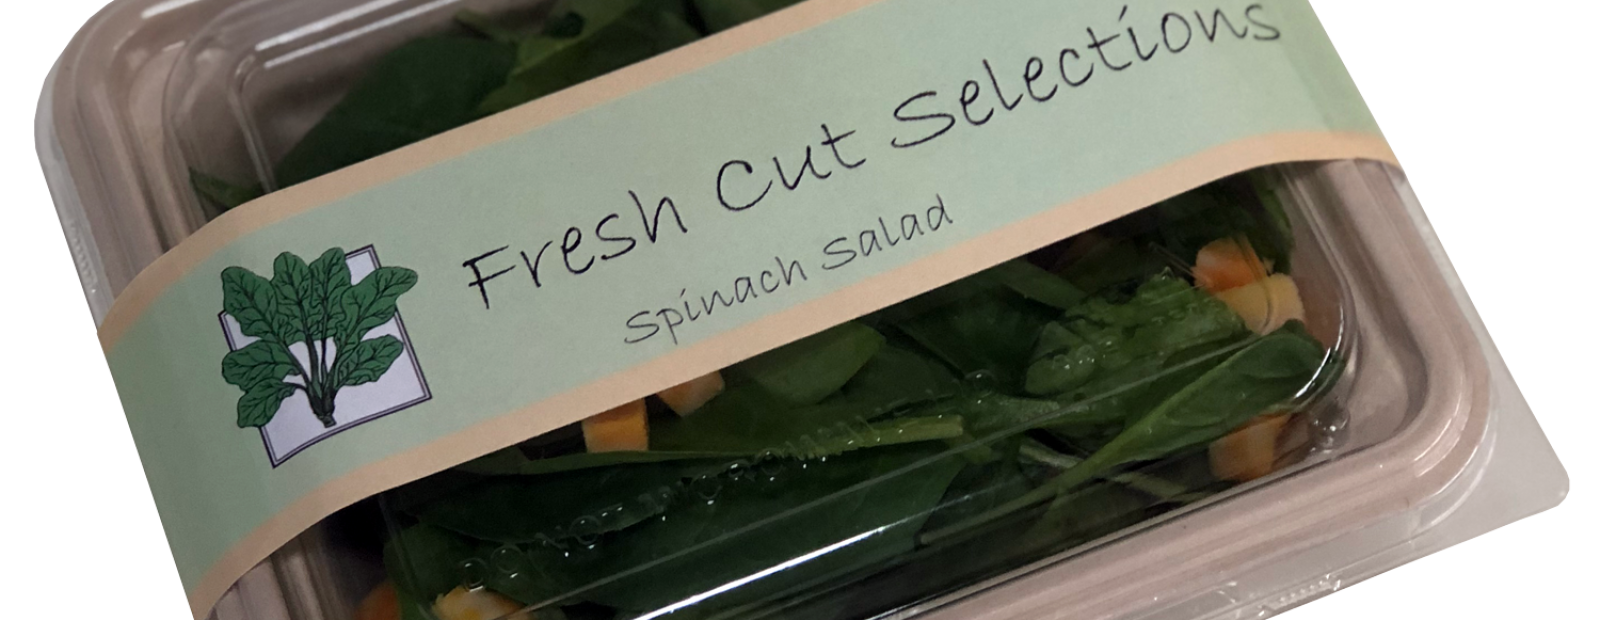 Fresh Cut Selections
Spinach Salad